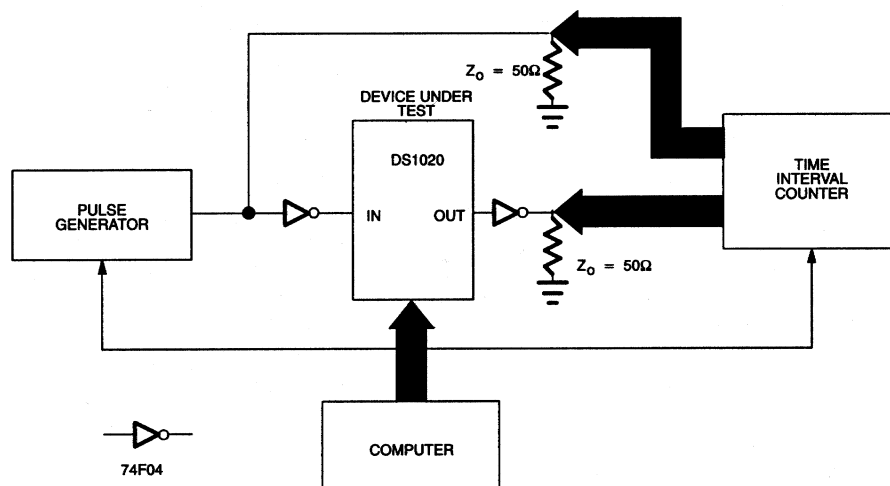 Z₀ = 50Ω
DEVICE UNDER
TEST
DS1020
IN
OUT
PULSE
GENERATOR
TIME
INTERVAL
COUNTER
Z₀ = 50Ω
COMPUTER
74F04